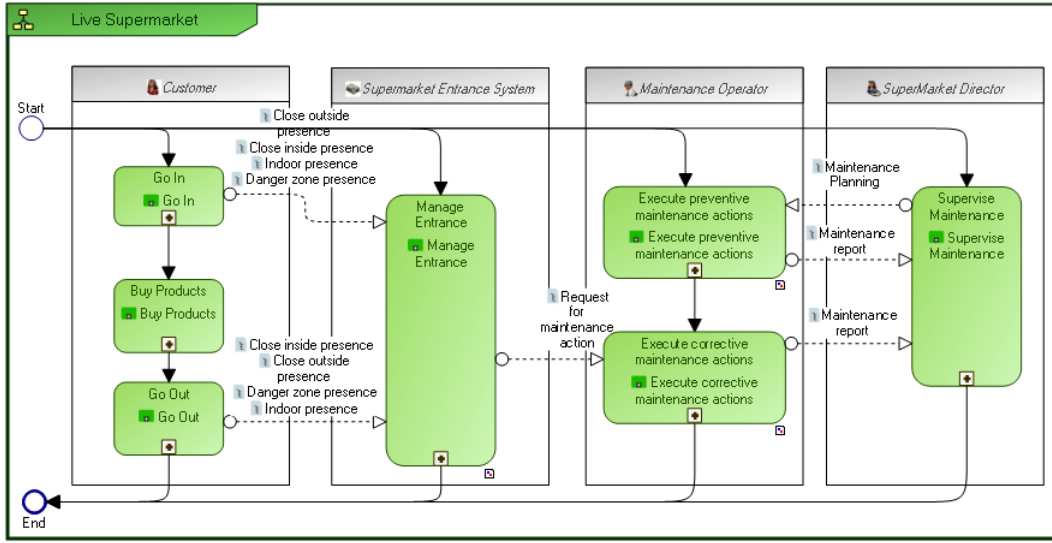 Live Supermarket
Customer
Supermarket Entrance System
Maintenance Operator
SuperMarket Director
Start
Close outside
presence
Close inside presence
Indoor presence
Danger zone presence
Go In
Go In
Manage
Entrance
Manage
Entrance
Execute preventive
maintenance actions
Execute preventive
maintenance actions
Maintenance
Planning
Maintenance
report
Supervise
Maintenance
Supervise
Maintenance
Buy Products
Buy Products
Request
for
maintenance
action
Maintenance
report
Close inside presence
Close outside
presence
Danger zone presence
Indoor presence
Execute corrective
maintenance actions
Execute corrective
maintenance actions
Go Out
Go Out
End